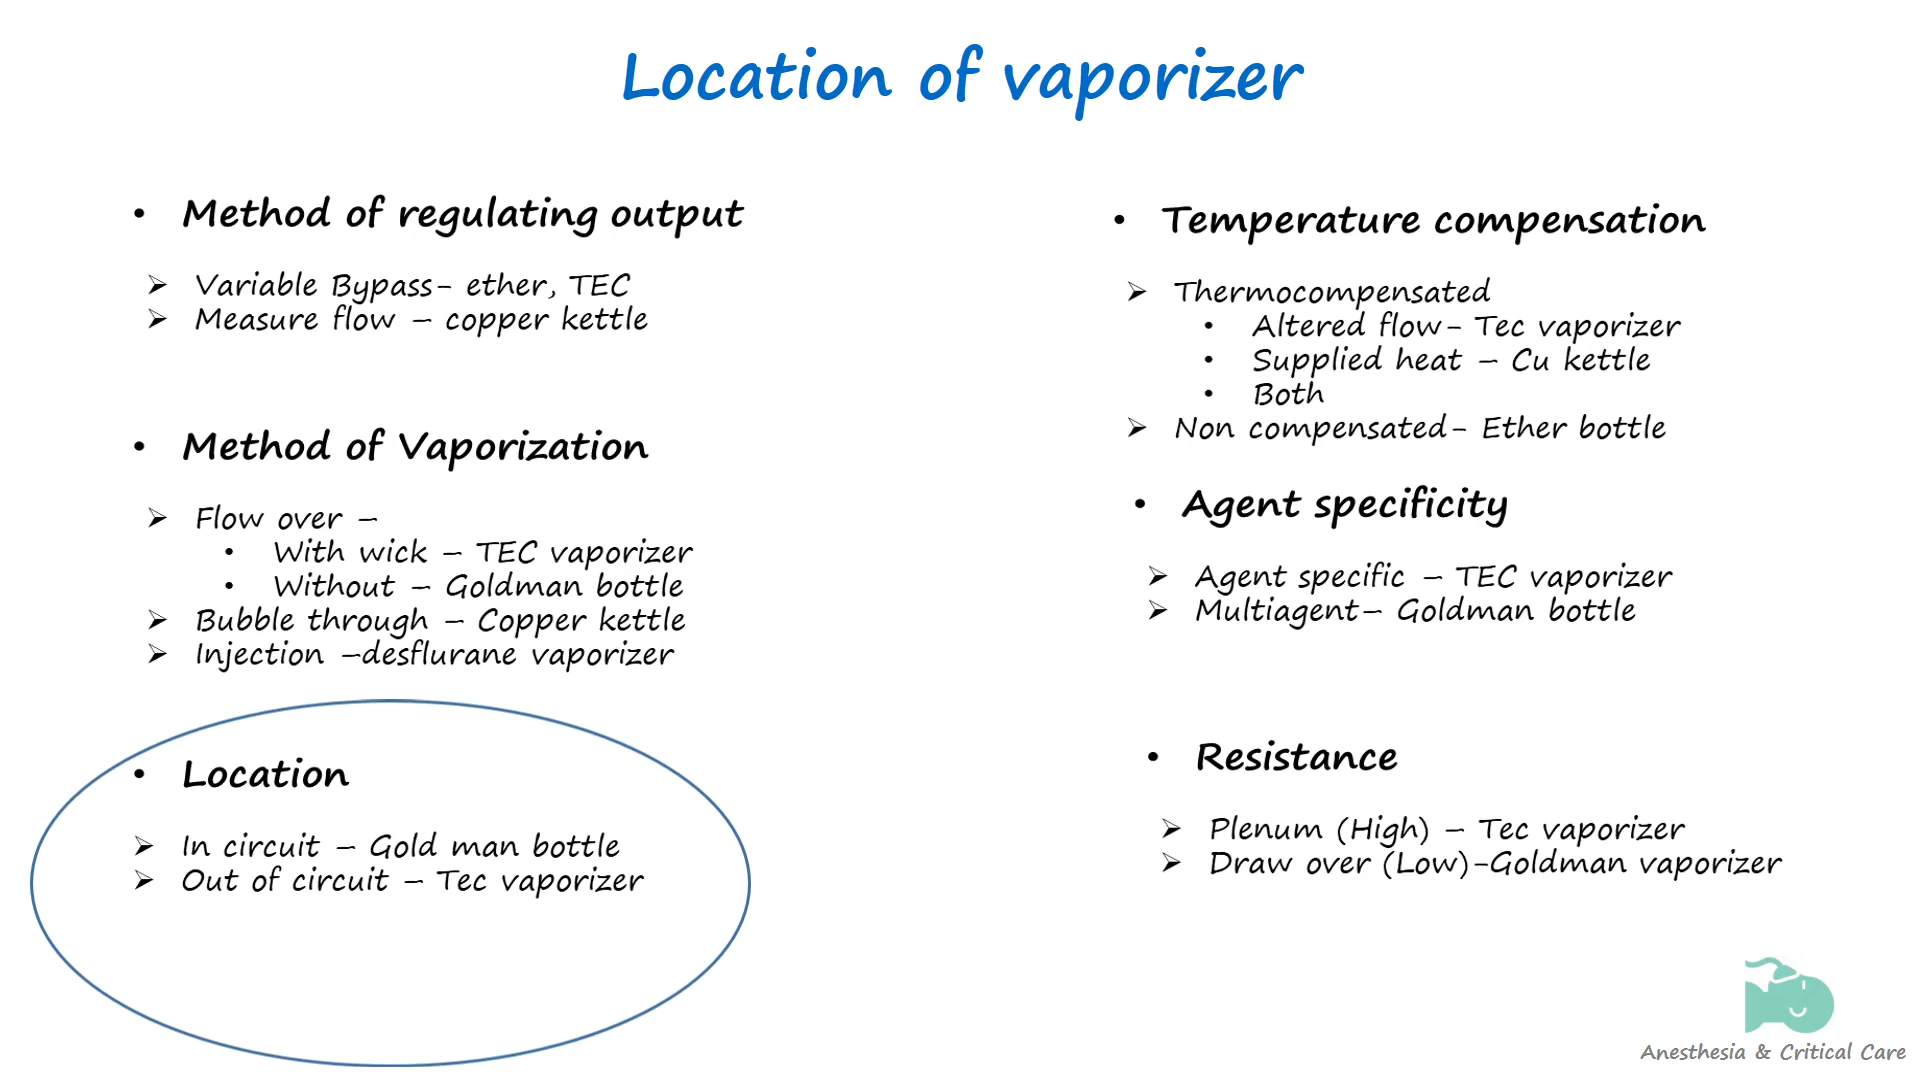 Location of vaporizer
• Method of regulating output
➢ Variable Bypass- ether, TEC
➢ Measure flow – copper kettle
• Method of Vaporization
➢ Flow over –
• With wick – TEC vaporizer
• Without – Goldman bottle
➢ Bubble through – Copper kettle
➢ Injection –desflurane vaporizer
• Location
➢ In circuit – Gold man bottle
➢ Out of circuit – Tec vaporizer
• Temperature compensation
➢ Thermocompensated
• Altered flow- Tec vaporizer
• Supplied heat – Cu kettle
• Both
➢ Non compensated- Ether bottle
• Agent specificity
➢ Agent specific – TEC vaporizer
➢ Multiagent– Goldman bottle
• Resistance
➢ Plenum (High) – Tec vaporizer
➢ Draw over (Low)-Goldman vaporizer
Anesthesia & Critical Care